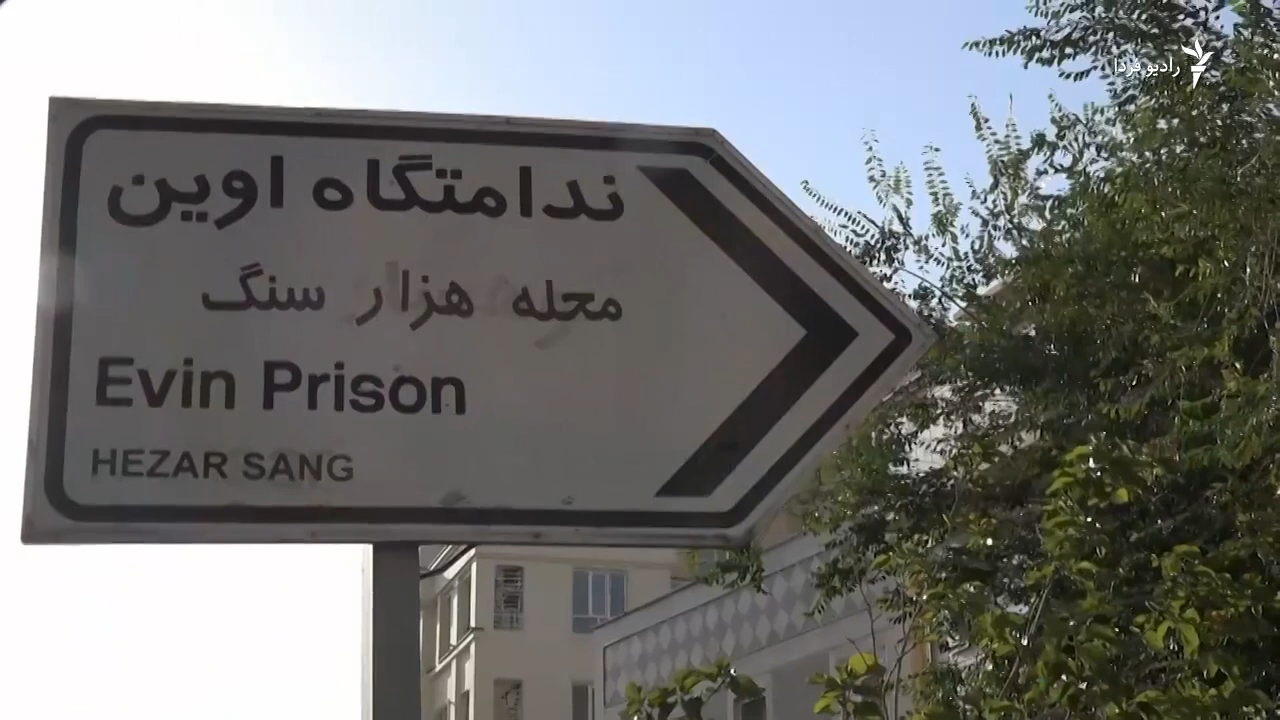 رادیو فردا
ندامتگاه اوین
محله هزار سنگ
Evin Prison
HEZAR SANG